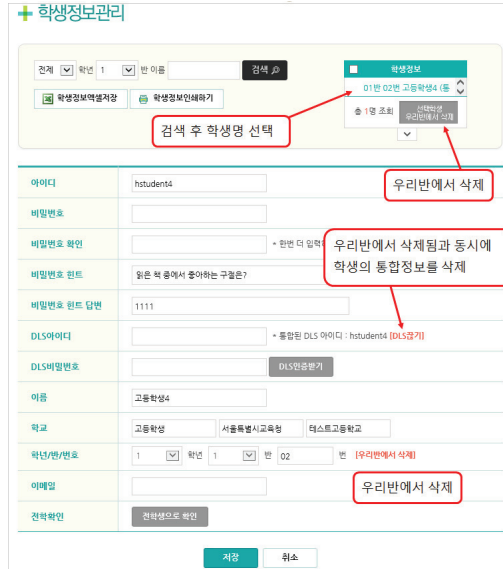 학생정보관리
전체 학년 1 반 이름 검색
학생정보엑셀저장 학생정보인쇄하기
학생정보
01반 02번 고등학생4 (통
총 1명 조회 선택학생
우리반에서 삭제
검색 후 학생명 선택
우리반에서 삭제
아이디 hstudent4
비밀번호
비밀번호 확인 * 한번 더 입력
우리반에서 삭제됨과 동시에
학생의 통합정보를 삭제
비밀번호 힌트 읽은 책 중에서 좋아하는 구절은?
비밀번호 힌트 답변 1111
DLS아이디 * 통합된 DLS 아이디 : hstudent4 [DLS끊기]
DLS비밀번호 DLS인증받기
이름 고등학생4
학교 고등학생 서울특별시교육청 테스트고등학교
학년/반/번호 1 학년 1 반 02 번 [우리반에서 삭제]
이메일
우리반에서 삭제
전학확인 전학생으로 확인
저장 취소